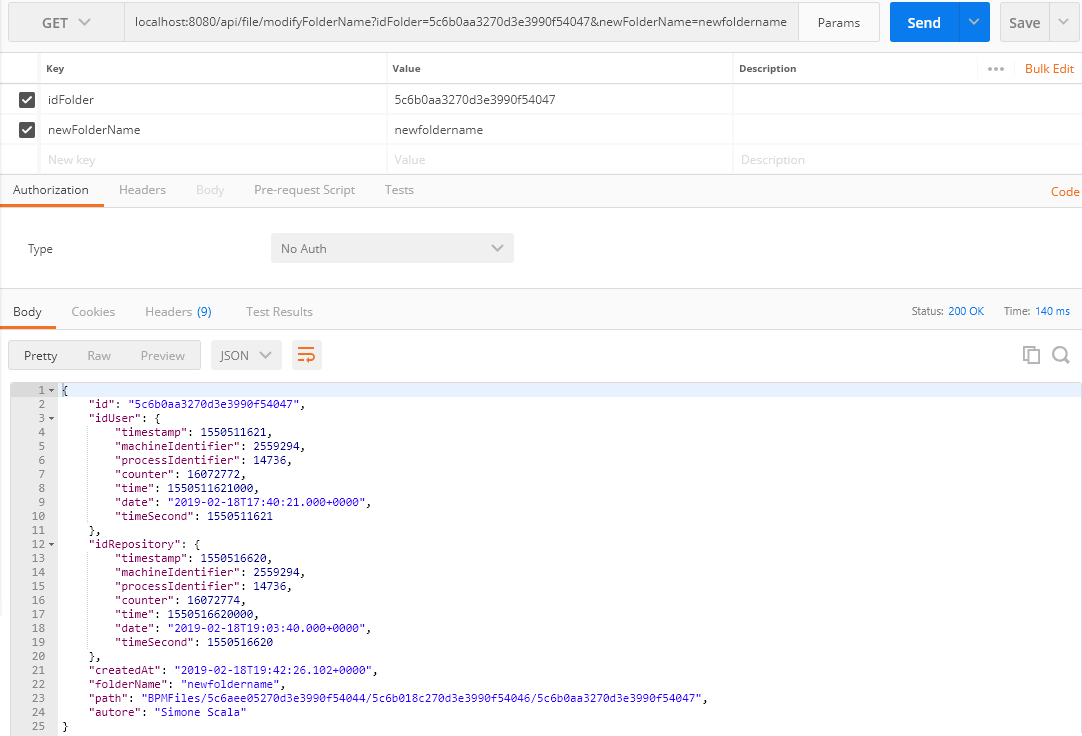 GET localhost:8080/api/file/modifyFolderName?idFolder=5c6b0aa3270d3e3990f54047&newFolderName=newfoldername Params Send Save
Key Value Description ••• Bulk Edit
idFolder 5c6b0aa3270d3e3990f54047
newFolderName newfoldername
New key Value Description
Authorization Headers Body Pre-request Script Tests Code
Type No Auth
Body Cookies Headers (9) Test Results Status: 200 OK Time: 140 ms
Pretty Raw Preview JSON
1 {
2 "id": "5c6b0aa3270d3e3990f54047",
3 "idUser": {
4 "timestamp": 1550511621,
5 "machineIdentifier": 2559294,
6 "processIdentifier": 14736,
7 "counter": 16072772,
8 "time": 1550511621000,
9 "date": "2019-02-18T17:40:21.000+0000",
10 "timeSecond": 1550511621
11 },
12 "idRepository": {
13 "timestamp": 1550516620,
14 "machineIdentifier": 2559294,
15 "processIdentifier": 14736,
16 "counter": 16072774,
17 "time": 1550516620000,
18 "date": "2019-02-18T19:03:40.000+0000",
19 "timeSecond": 1550516620
20 },
21 "createdAt": "2019-02-18T19:42:26.102+0000",
22 "folderName": "newfoldername",
23 "path": "BPMFiles/5c6aee05270d3e3990f54044/5c6b018c270d3e3990f54046/5c6b0aa3270d3e3990f54047",
24 "autore": "Simone Scala"
25 }